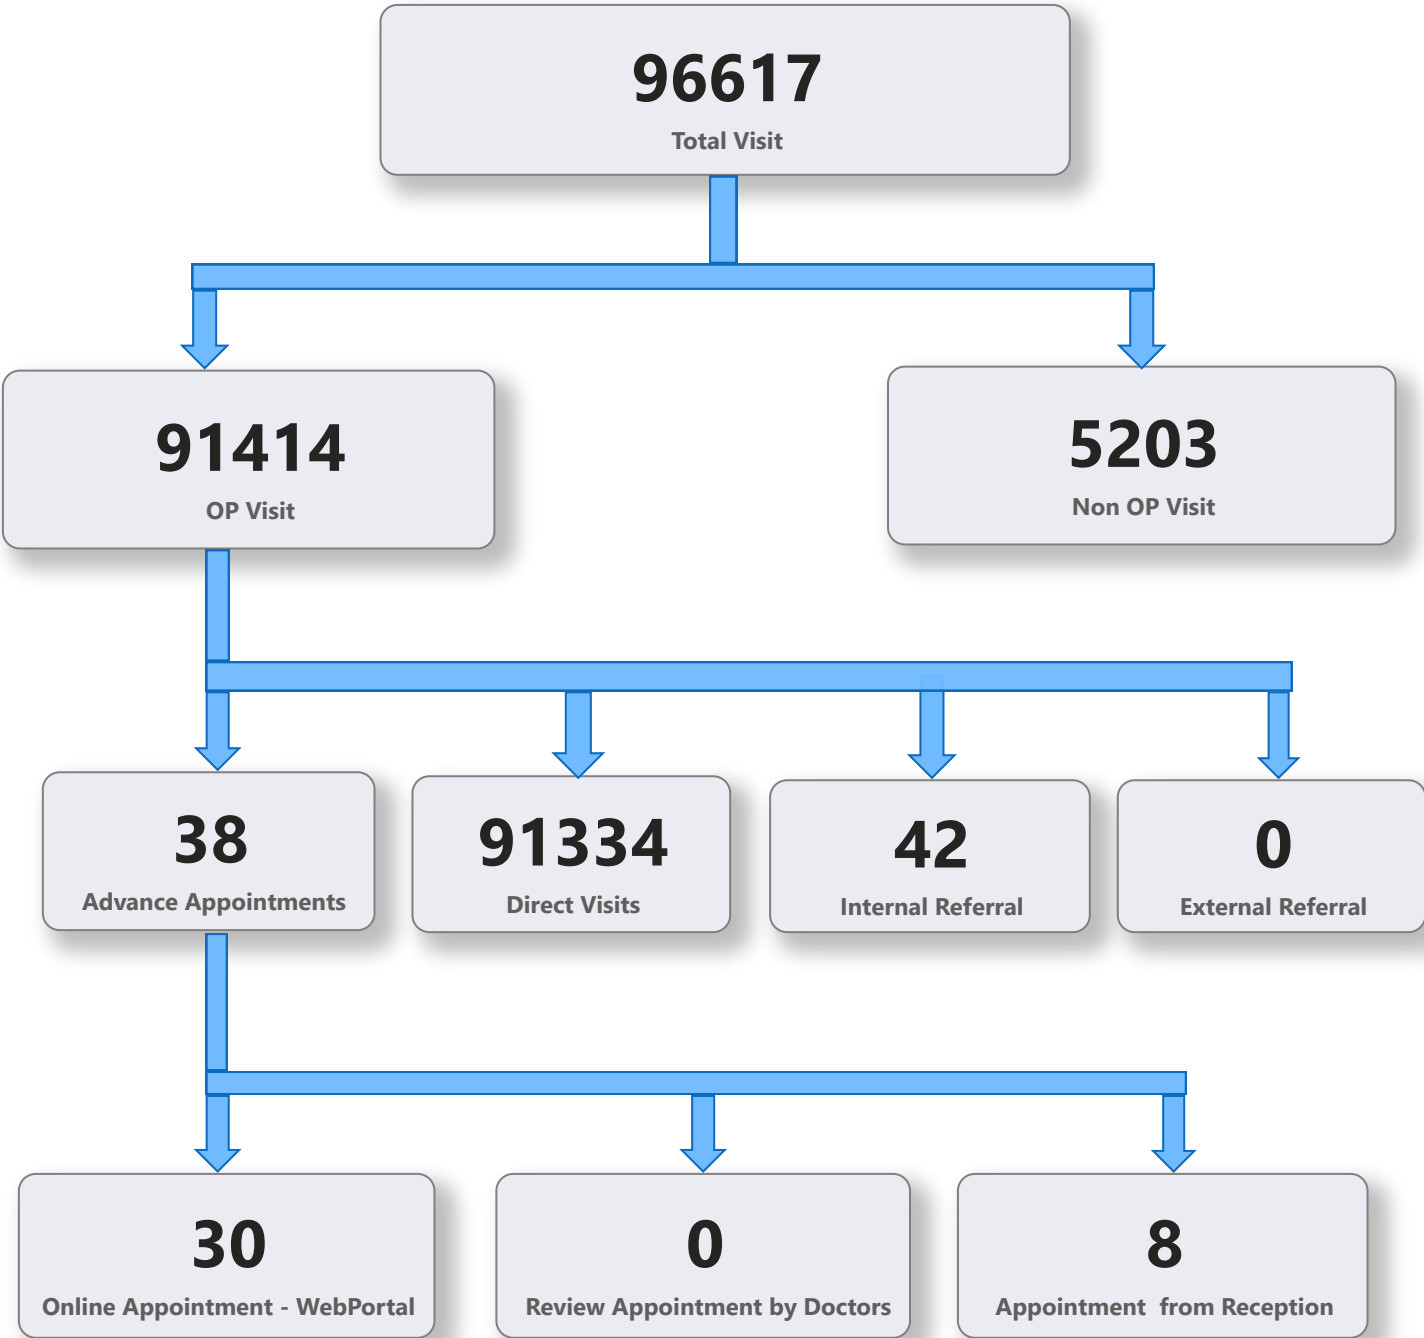 96617
Total Visit
91414
OP Visit
5203
Non OP Visit
38
Advance Appointments
91334
Direct Visits
42
Internal Referral
0
External Referral
30
Online Appointment - WebPortal
0
Review Appointment by Doctors
8
Appointment  from Reception